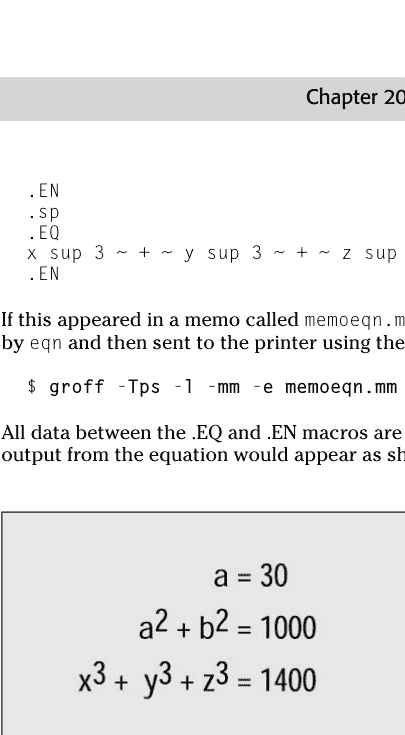 Chapter 20
.EN
.sp
.EQ
x sup 3 ~ + ~ y sup 3 ~ + ~ z sup
.EN
If this appeared in a memo called memoeqn.m
by eqn and then sent to the printer using the
$ groff -Tps -l -mm -e memoeqn.mm
All data between the .EQ and .EN macros are
output from the equation would appear as sh
a = 30
a² + b² = 1000
x³ + y³ + z³ = 1400